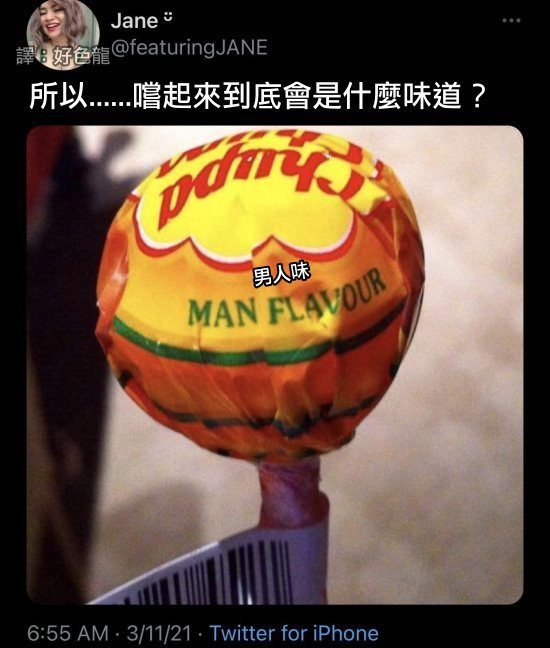 Jane ¨̮
譯：好色龍
@featuringJANE
所以......嚐起來到底會是什麼味道？
Chupa
男人味
MAN FLAVOUR
6:55 AM · 3/11/21 · Twitter for iPhone